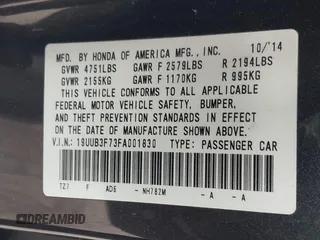 MFD. BY HONDA OF AMERICA MFG., INC. 10/'14
GVWR 4751LBS GAWR F 2579LBS R 2194LBS
GVWR 2155KG GAWR F 1170KG R 995KG
THIS VEHICLE CONFORMS TO ALL APPLICABLE
FEDERAL MOTOR VEHICLE SAFETY, BUMPER,
AND THEFT PREVENTION STANDARDS IN EFFECT
ON THE DATE OF MANUFACTURE SHOWN ABOVE.
V.I.N.: 19UUB3F73FA001830 TYPE: PASSENGER CAR
TZ7 F AD6 - NH782M - A - A
DREAMBID